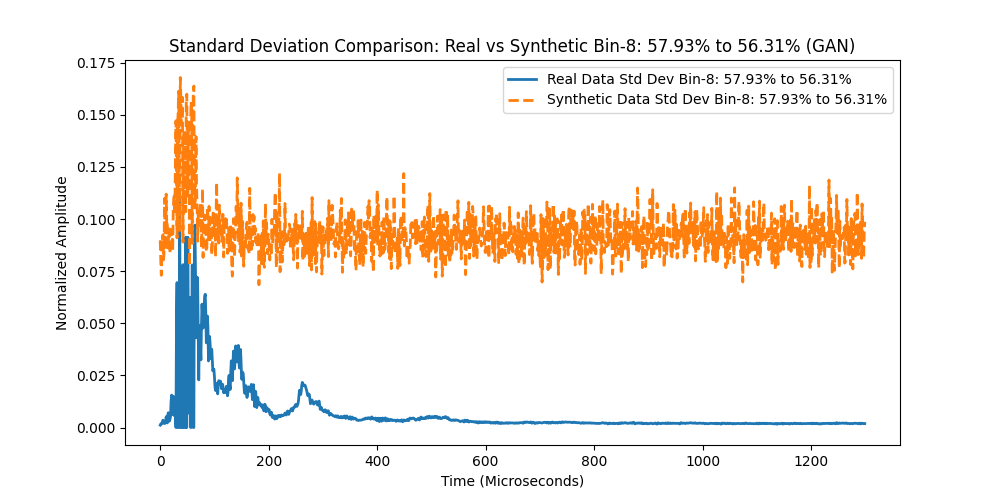 Standard Deviation Comparison: Real vs Synthetic Bin-8: 57.93% to 56.31% (GAN)
Real Data Std Dev Bin-8: 57.93% to 56.31%
Synthetic Data Std Dev Bin-8: 57.93% to 56.31%
Normalized Amplitude
0.175
0.150
0.125
0.100
0.075
0.050
0.025
0.000
0 200 400 600 800 1000 1200
Time (Microseconds)